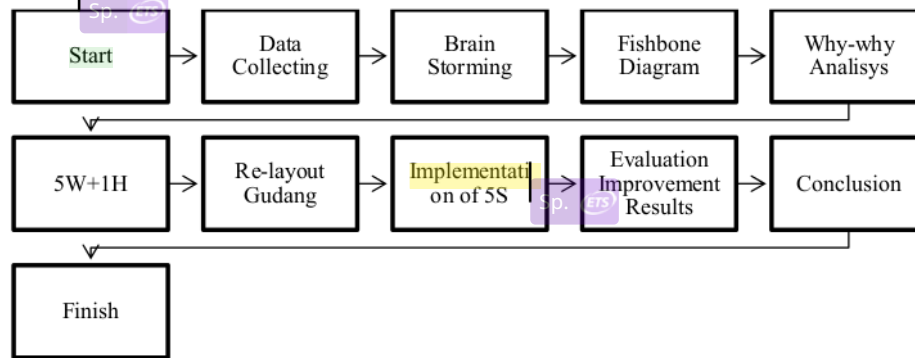 Sp. ETS
Start
Data
Collecting
Brain
Storming
Fishbone
Diagram
Why-why
Analisys
5W+1H
Re-layout
Gudang
Implementati
on of 5S
Sp. ETS
Evaluation
Improvement
Results
Conclusion
Finish